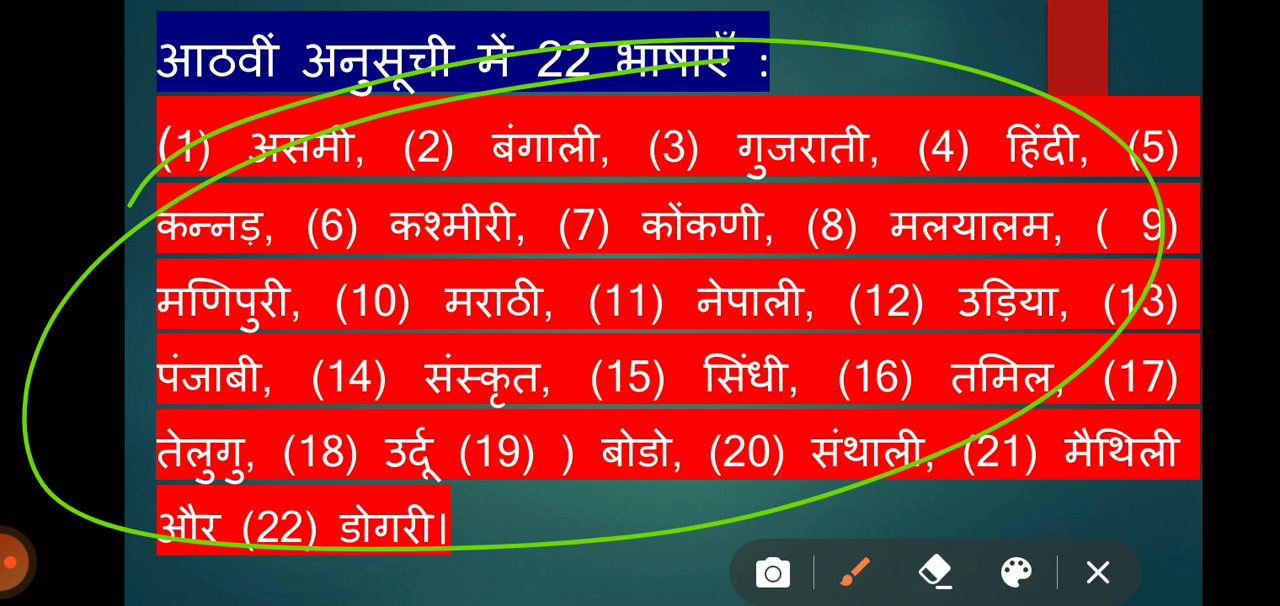 आठवीं अनुसूची में 22 भाषाएँ :
(1) असमी, (2) बंगाली, (3) गुजराती, (4) हिंदी, (5)
कन्नड़, (6) कश्मीरी, (7) कोंकणी, (8) मलयालम, ( 9)
मणिपुरी, (10) मराठी, (11) नेपाली, (12) उड़िया, (13)
पंजाबी, (14) संस्कृत, (15) सिंधी, (16) तमिल, (17)
तेलुगु, (18) उर्दू (19) ) बोडो, (20) संथाली, (21) मैथिली
और (22) डोगरी।